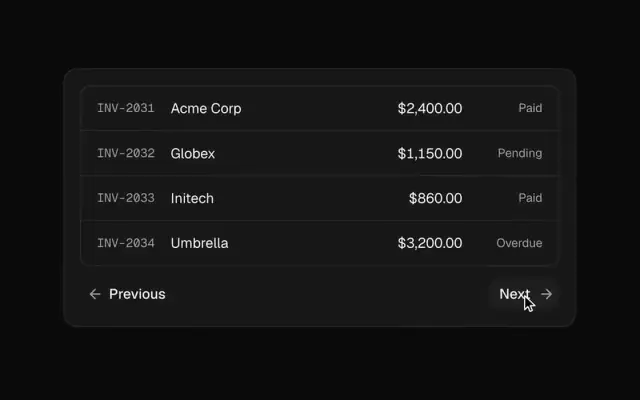 INV-2031 Acme Corp $2,400.00 Paid
INV-2032 Globex $1,150.00 Pending
INV-2033 Initech $860.00 Paid
INV-2034 Umbrella $3,200.00 Overdue
← Previous Next →